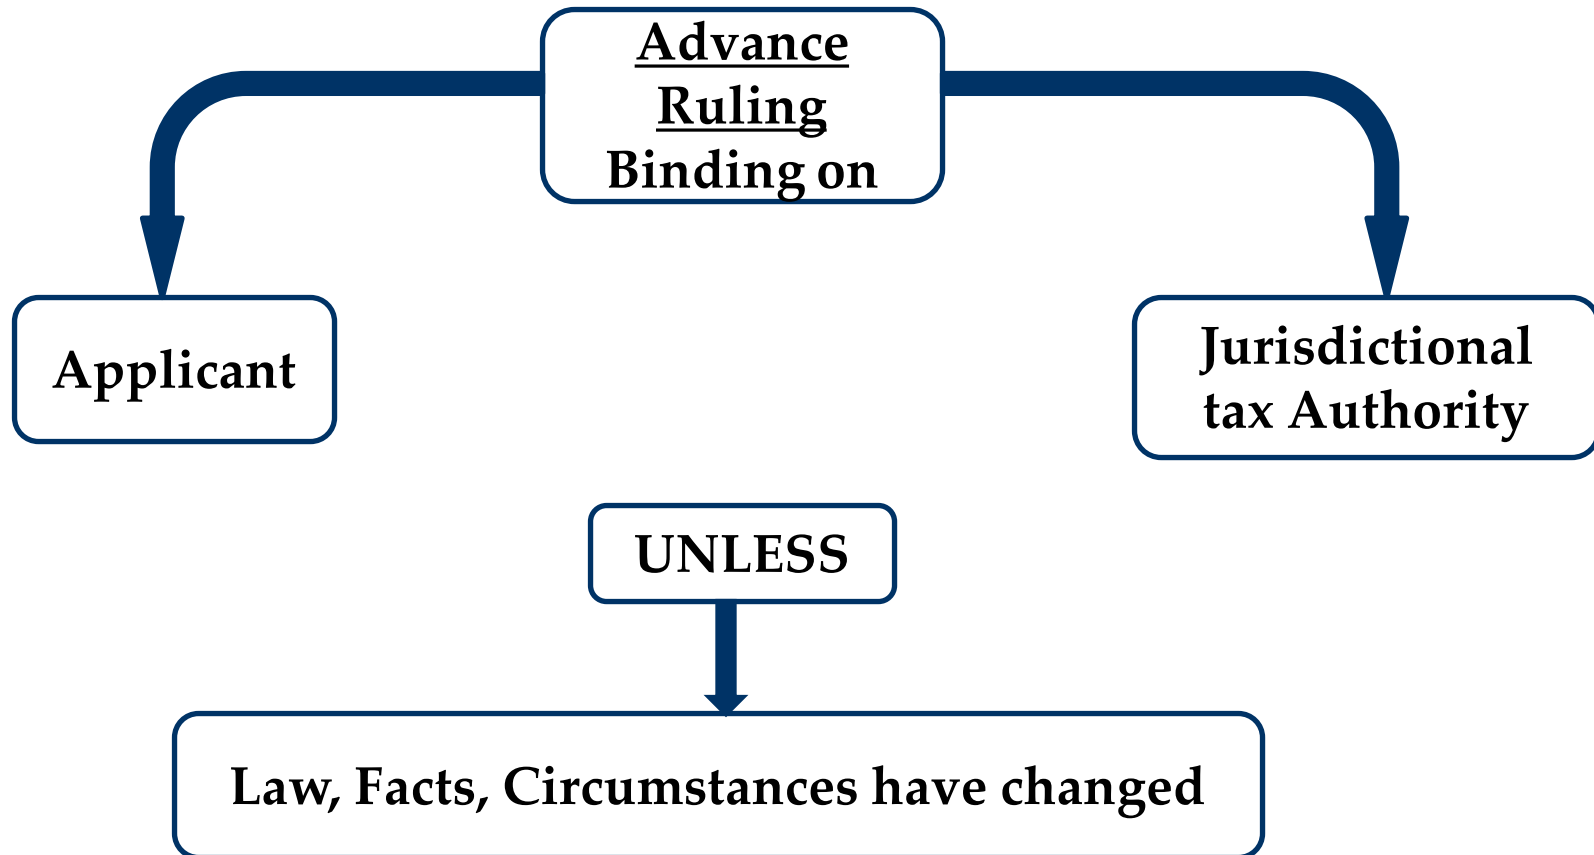 Advance
Ruling
Binding on
Applicant
Jurisdictional
tax Authority
UNLESS
Law, Facts, Circumstances have changed